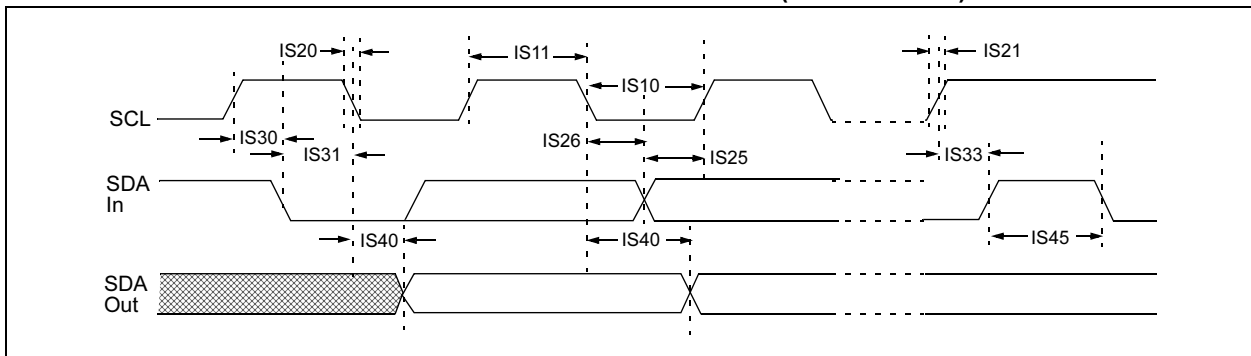 IS20
IS11
IS21
IS10
SCL
IS30
IS26
IS31
IS25
IS33
SDA
In
IS40
IS40
IS45
SDA
Out